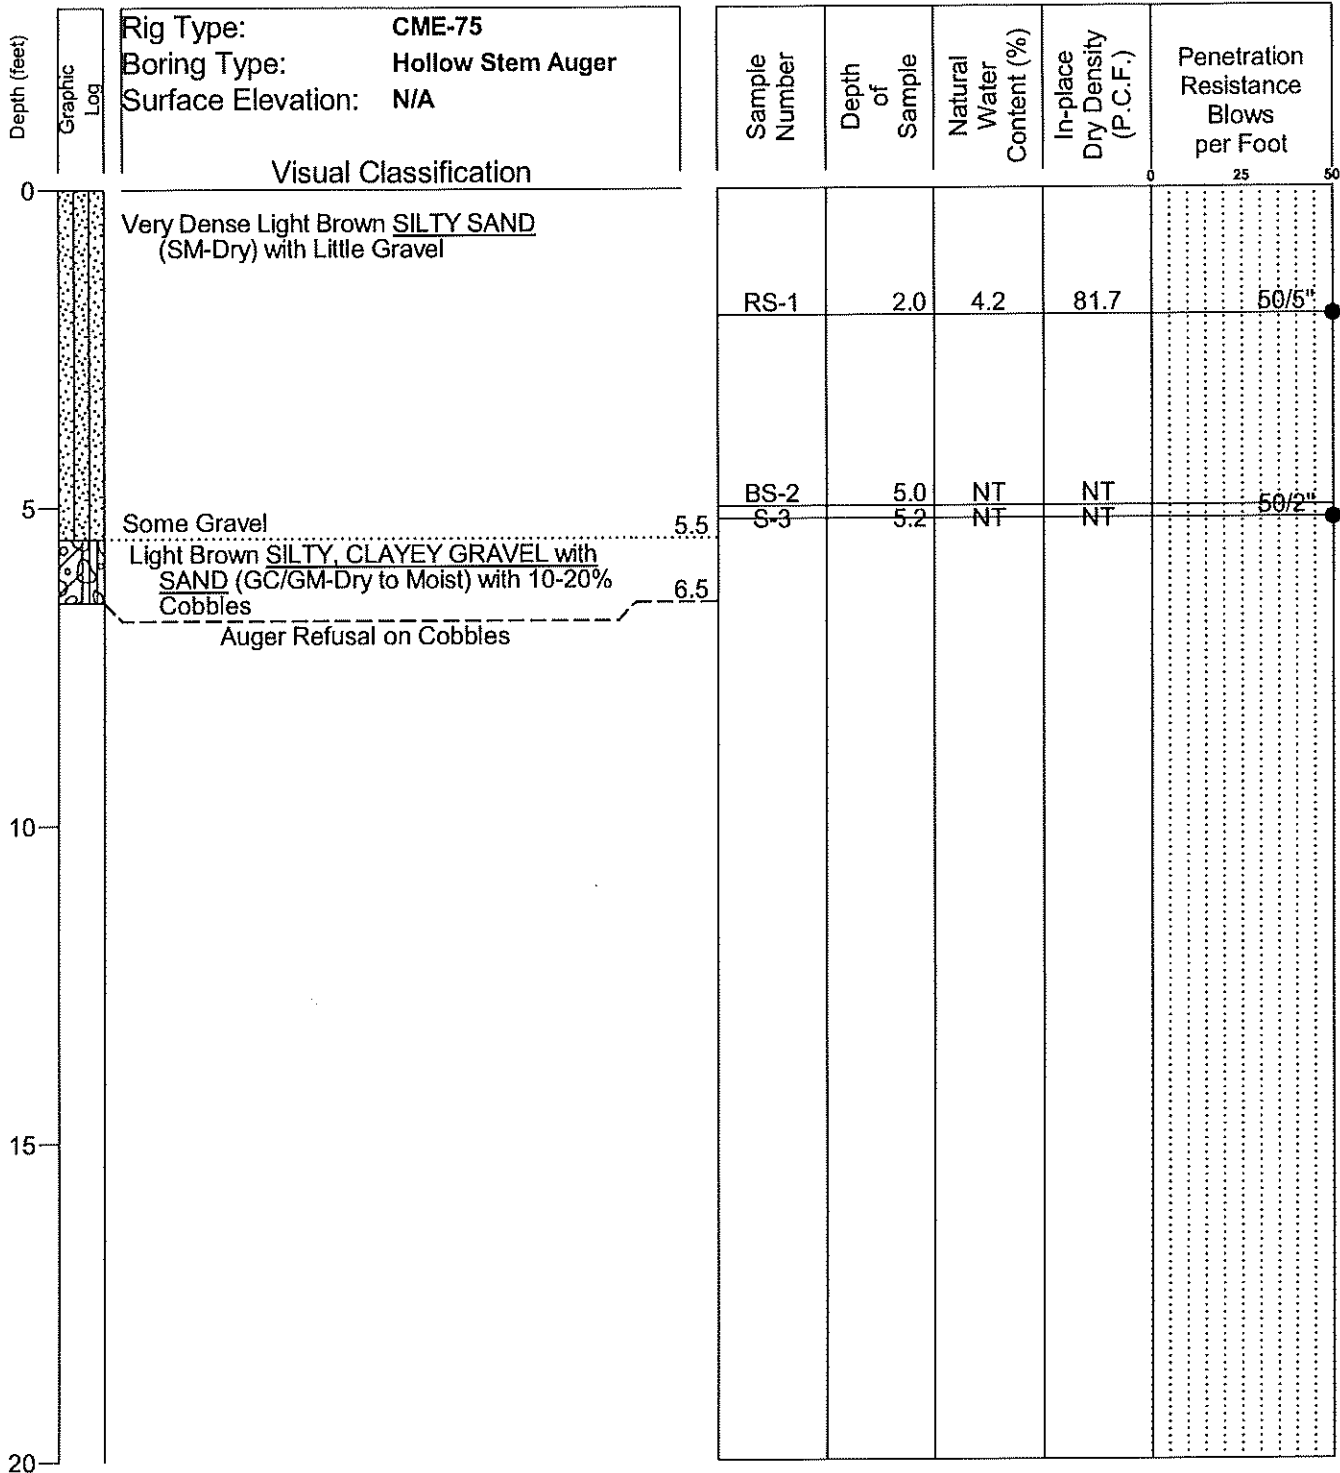 Depth (feet)
Graphic
Log
Rig Type: CME-75
Boring Type: Hollow Stem Auger
Surface Elevation: N/A
Visual Classification
Sample
Number
Depth
of
Sample
Natural
Water
Content (%)
In-place
Dry Density
(P.C.F.)
Penetration
Resistance
Blows
per Foot
0 25 50
0
Very Dense Light Brown SILTY SAND
(SM-Dry) with Little Gravel
RS-1 2.0 4.2 81.7 50/5"
BS-2 5.0 NT NT
5
S-3 5.2 NT NT 50/2"
Some Gravel 5.5
Light Brown SILTY, CLAYEY GRAVEL with
SAND (GC/GM-Dry to Moist) with 10-20%
Cobbles 6.5
Auger Refusal on Cobbles
10
15
20